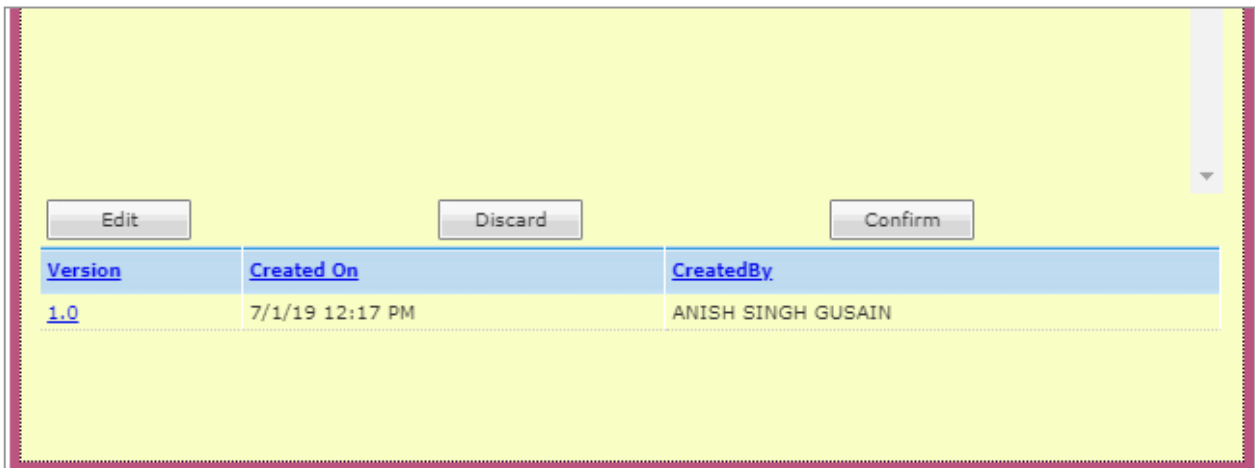 Edit Discard Confirm
Version Created On CreatedBy
1.0 7/1/19 12:17 PM ANISH SINGH GUSAIN